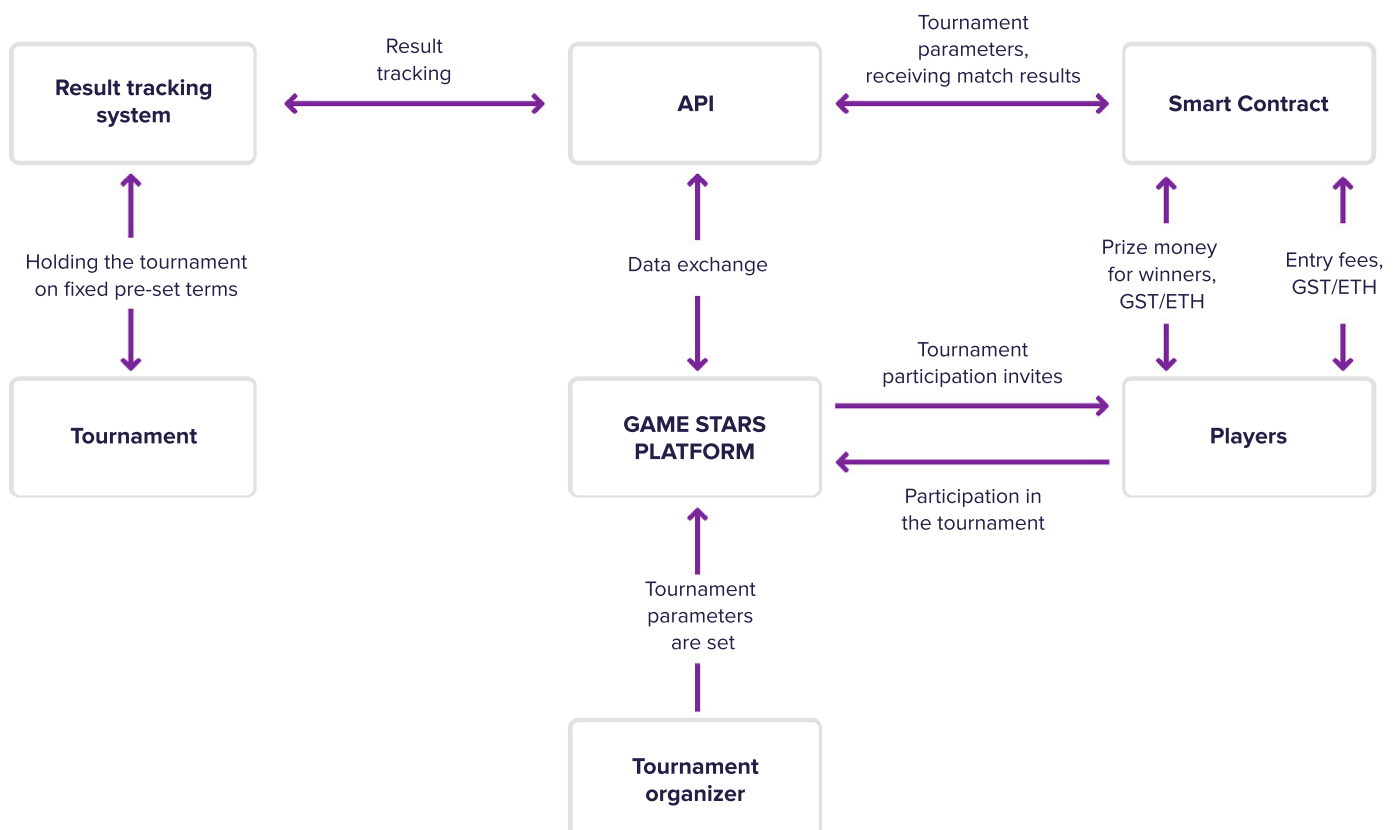 Result tracking
system
Result
tracking
API
Tournament
parameters,
receiving match results
Smart Contract
Holding the tournament
on fixed pre-set terms
Data exchange
Prize money
for winners,
GST/ETH
Entry fees,
GST/ETH
Tournament
GAME STARS
PLATFORM
Tournament
participation invites
Participation in
the tournament
Players
Tournament
parameters
are set
Tournament
organizer